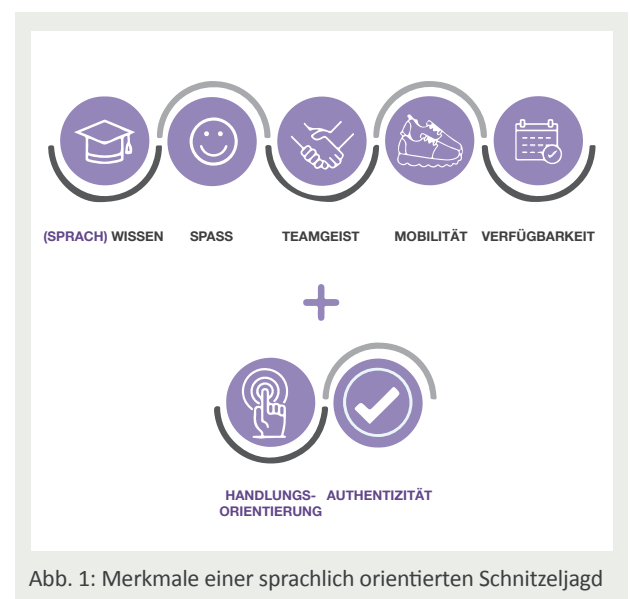 (SPRACH) WISSEN SPASS TEAMGEIST MOBILITÄT VERFÜGBARKEIT
+
HANDLUNGS- AUTHENTIZITÄT
ORIENTIERUNG
Abb. 1: Merkmale einer sprachlich orientierten Schnitzeljagd